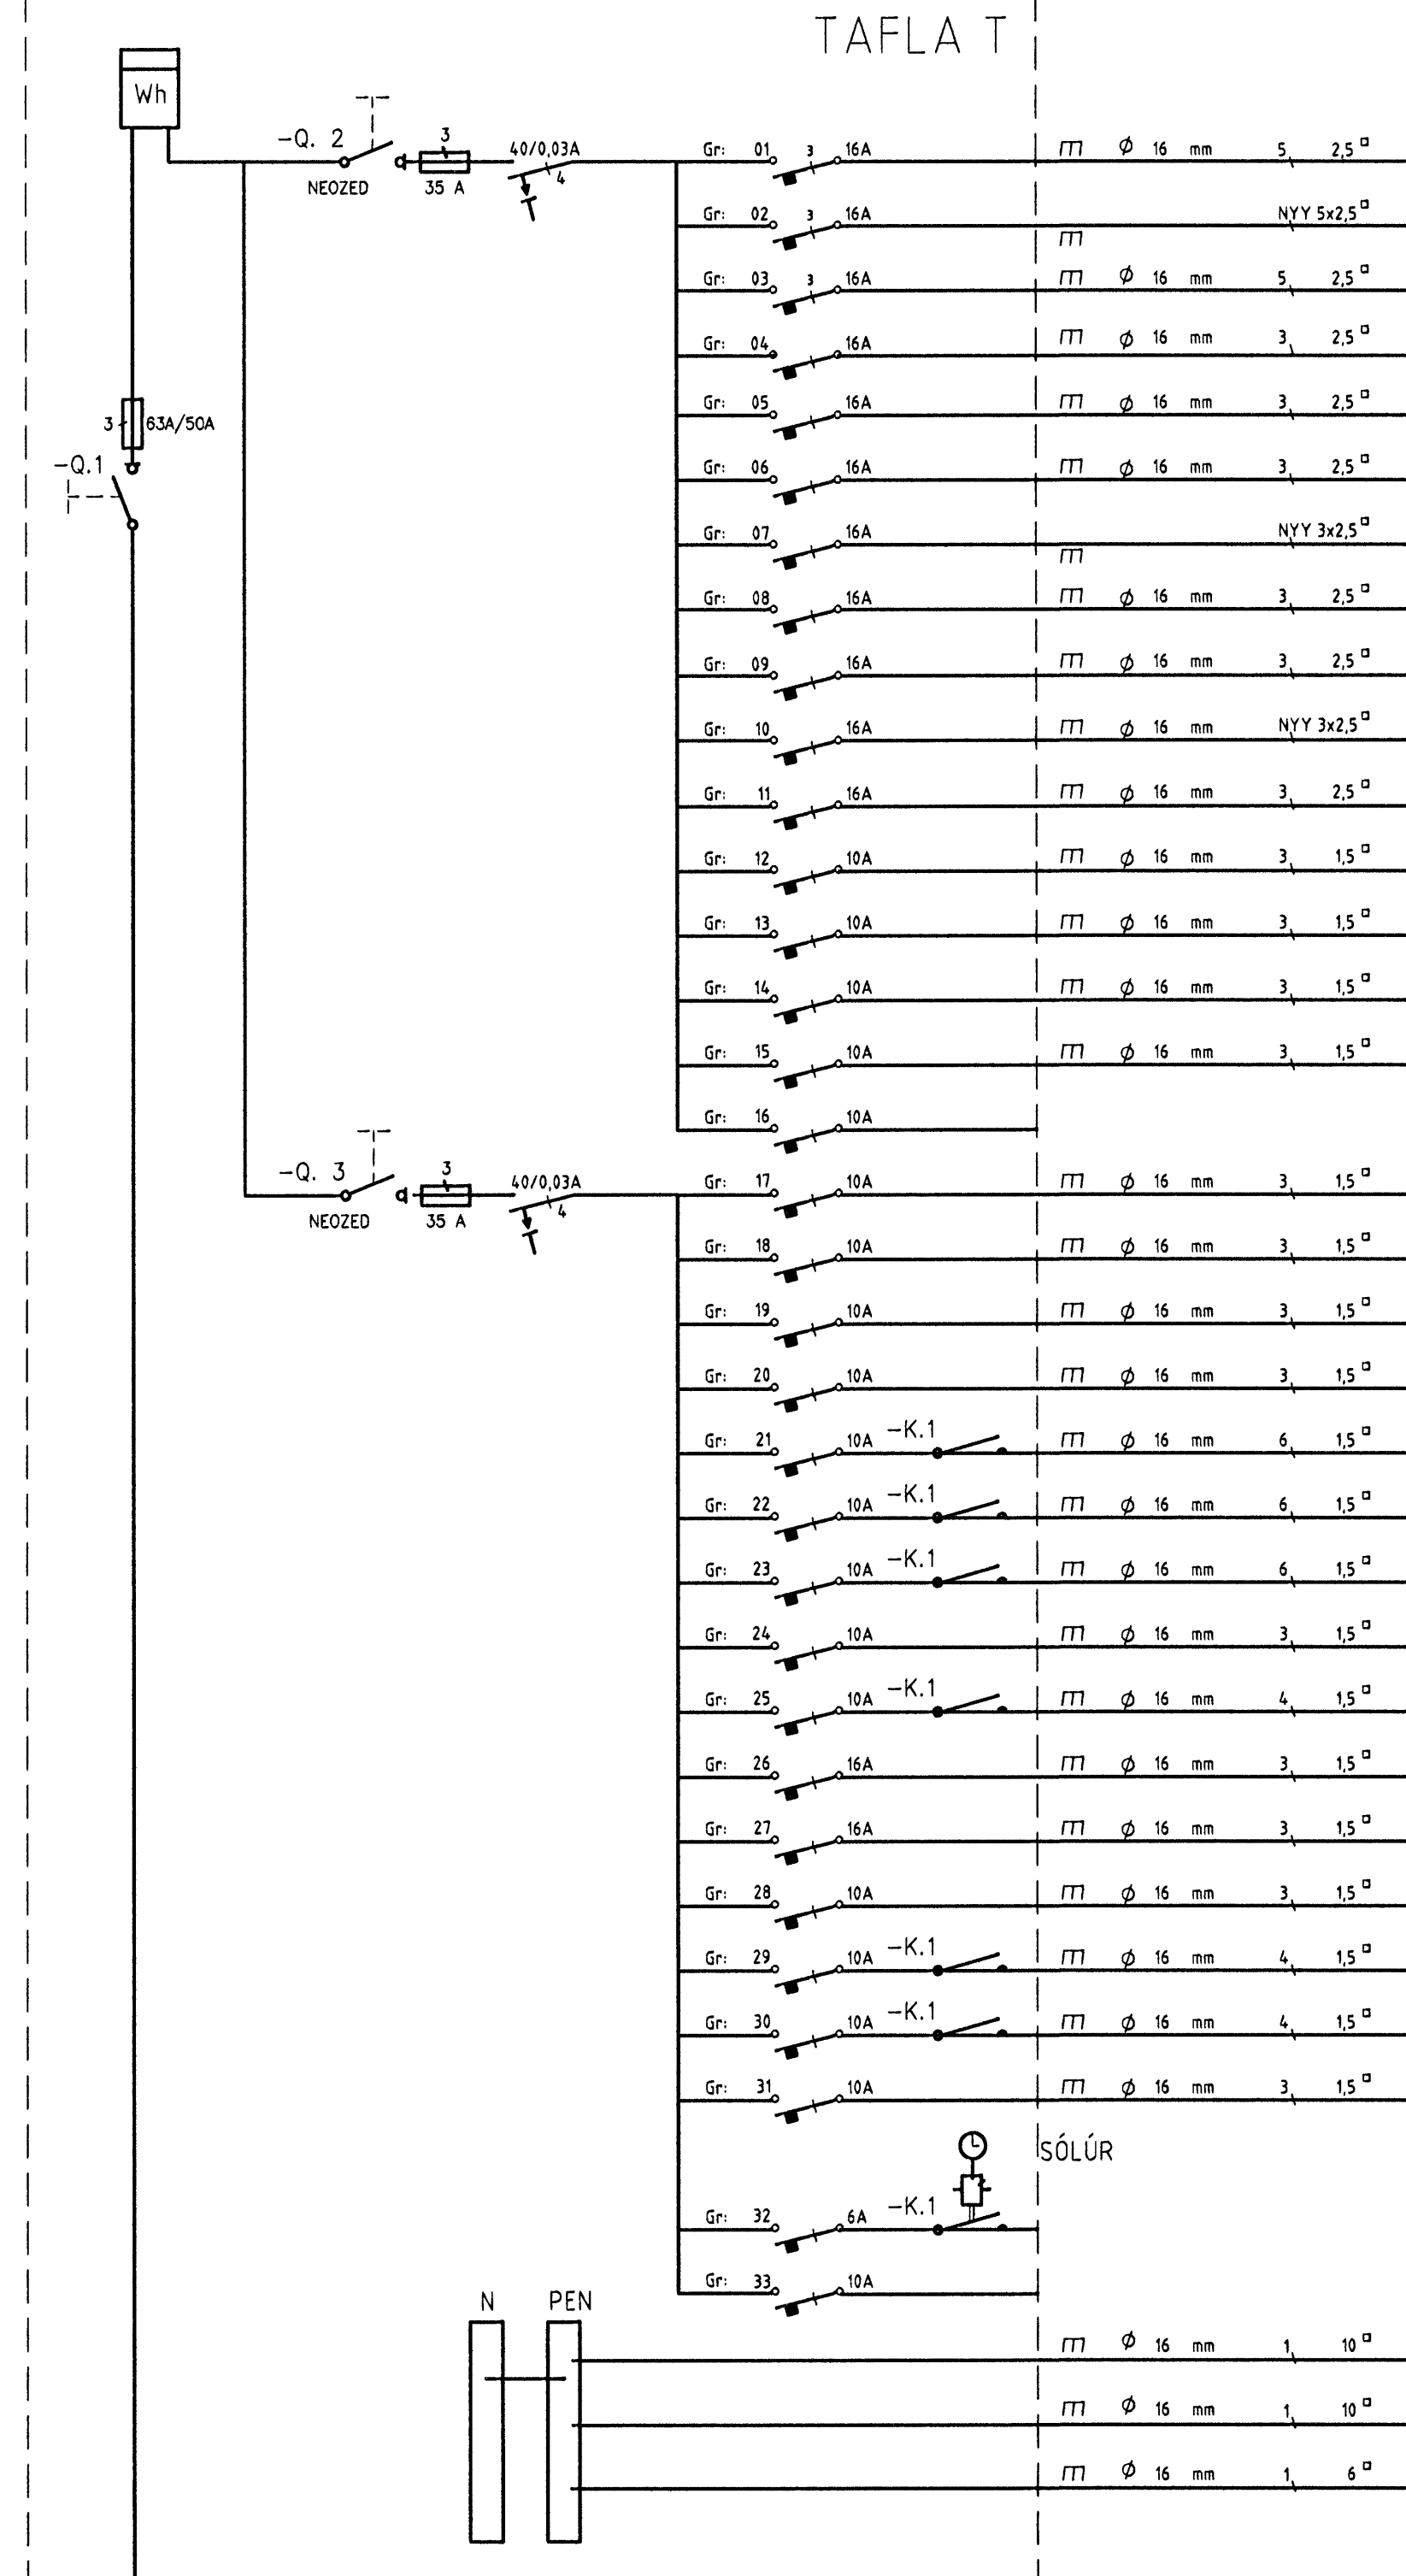 TAFLA T
Wh
-Q. 2 NEOZED 3 35 A 40/0,03A 4
Gr: 01 3 16A Ø 16 mm 5 2,5 □
Gr: 02 3 16A NYY 5x2,5 □
Gr: 03 3 16A Ø 16 mm 5 2,5 □
Gr: 04 16A Ø 16 mm 3 2,5 □
Gr: 05 16A Ø 16 mm 3 2,5 □
3 63A/50A
-Q.1
Gr: 06 16A Ø 16 mm 3 2,5 □
Gr: 07 16A NYY 3x2,5 □
Gr: 08 16A Ø 16 mm 3 2,5 □
Gr: 09 16A Ø 16 mm 3 2,5 □
Gr: 10 16A Ø 16 mm NYY 3x2,5 □
Gr: 11 16A Ø 16 mm 3 2,5 □
Gr: 12 10A Ø 16 mm 3 1,5 □
Gr: 13 10A Ø 16 mm 3 1,5 □
Gr: 14 10A Ø 16 mm 3 1,5 □
Gr: 15 10A Ø 16 mm 3 1,5 □
Gr: 16 10A
-Q. 3 NEOZED 3 35 A 40/0,03A 4
Gr: 17 10A Ø 16 mm 3 1,5 □
Gr: 18 10A Ø 16 mm 3 1,5 □
Gr: 19 10A Ø 16 mm 3 1,5 □
Gr: 20 10A Ø 16 mm 3 1,5 □
Gr: 21 10A -K.1 Ø 16 mm 6 1,5 □
Gr: 22 10A -K.1 Ø 16 mm 6 1,5 □
Gr: 23 10A -K.1 Ø 16 mm 6 1,5 □
Gr: 24 10A Ø 16 mm 3 1,5 □
Gr: 25 10A -K.1 Ø 16 mm 4 1,5 □
Gr: 26 16A Ø 16 mm 3 1,5 □
Gr: 27 16A Ø 16 mm 3 1,5 □
Gr: 28 10A Ø 16 mm 3 1,5 □
Gr: 29 10A -K.1 Ø 16 mm 4 1,5 □
Gr: 30 10A -K.1 Ø 16 mm 4 1,5 □
Gr: 31 10A Ø 16 mm 3 1,5 □
SÓLÚR
Gr: 32 6A -K.1
Gr: 33 10A
N PEN
Ø 16 mm 1 10 □
Ø 16 mm 1 10 □
Ø 16 mm 1 6 □